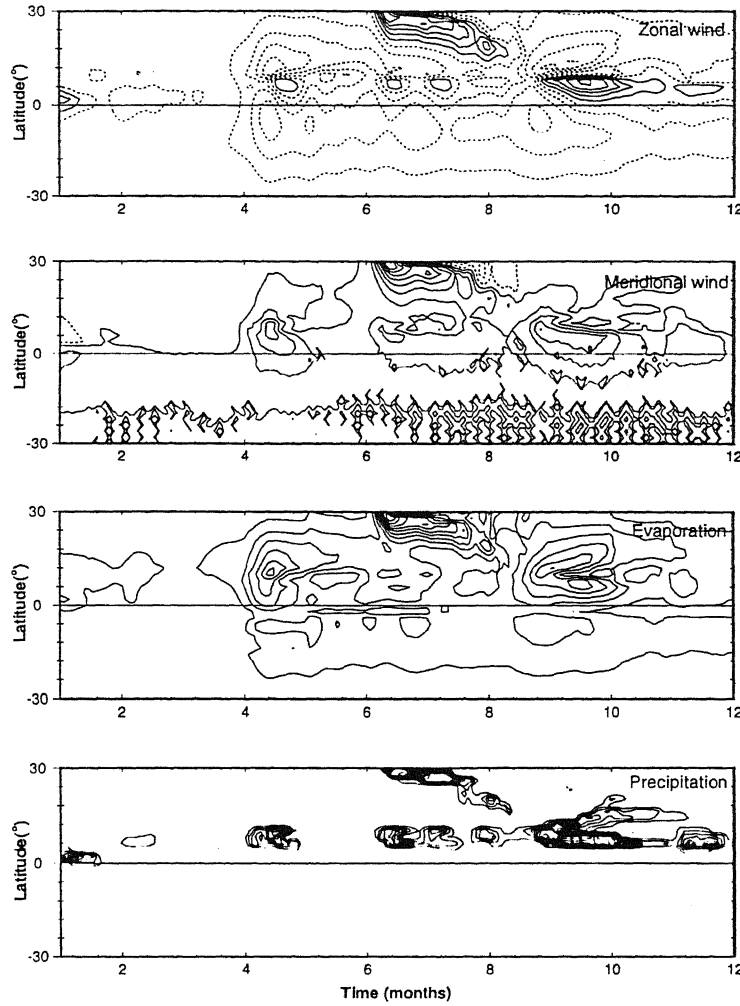 30
Zonal wind
Latitude(°)
0
-30
2 4 6 8 10 12
30
Meridional wind
Latitude(°)
0
-30
2 4 6 8 10 12
30
Evaporation
Latitude(°)
0
-30
2 4 6 8 10 12
30
Precipitation
Latitude(°)
0
-30
2 4 6 8 10 12
Time (months)